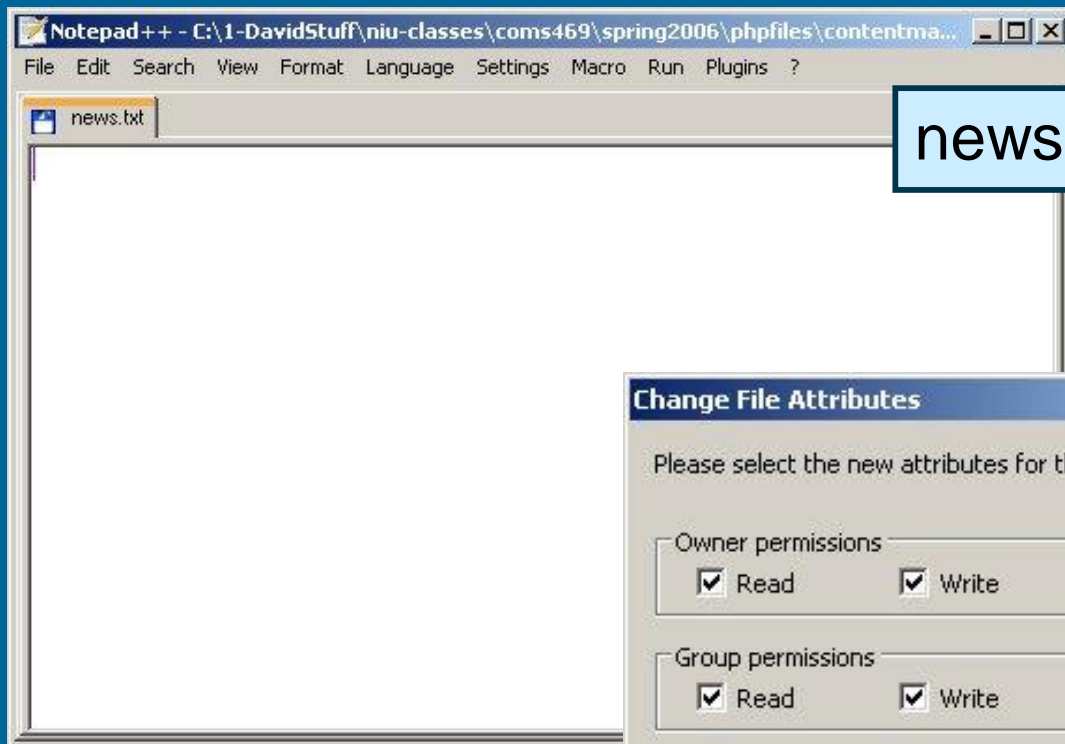 Notepad++ - C:\1-DavidStuff\niu-classes\coms469\spring2006\phpfiles\contentma...
File Edit Search View Format Language Settings Macro Run Plugins ?
news.txt
news
Change File Attributes
Please select the new attributes for t
Owner permissions
Read Write
Group permissions
Read Write